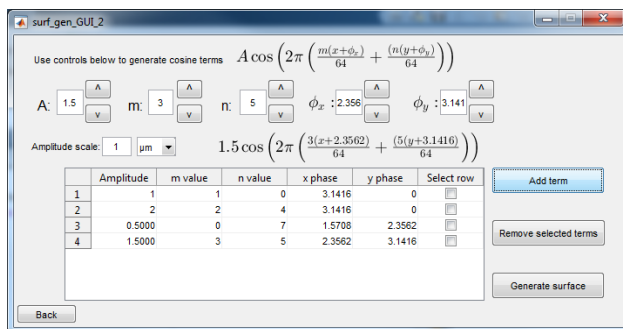 surf_gen_GUI_2
Use controls below to generate cosine terms A cos(2π(m(x+ϕx)/64 + (n(y+ϕy)/64))
A: 1.5 ʌ v m: 3 ʌ v n: 5 ʌ v ϕx : 2.356 ʌ v ϕy : 3.141 ʌ v
Amplitude scale: 1 µm 1.5 cos(2π(3(x+2.3562)/64 + (5(y+3.1416)/64))
Amplitude m value n value x phase y phase Select row
1 1 1 0 3.1416 0
2 2 2 4 3.1416 0
3 0.5000 0 7 1.5708 2.3562
4 1.5000 3 5 2.3562 3.1416
Add term
Remove selected terms
Generate surface
Back